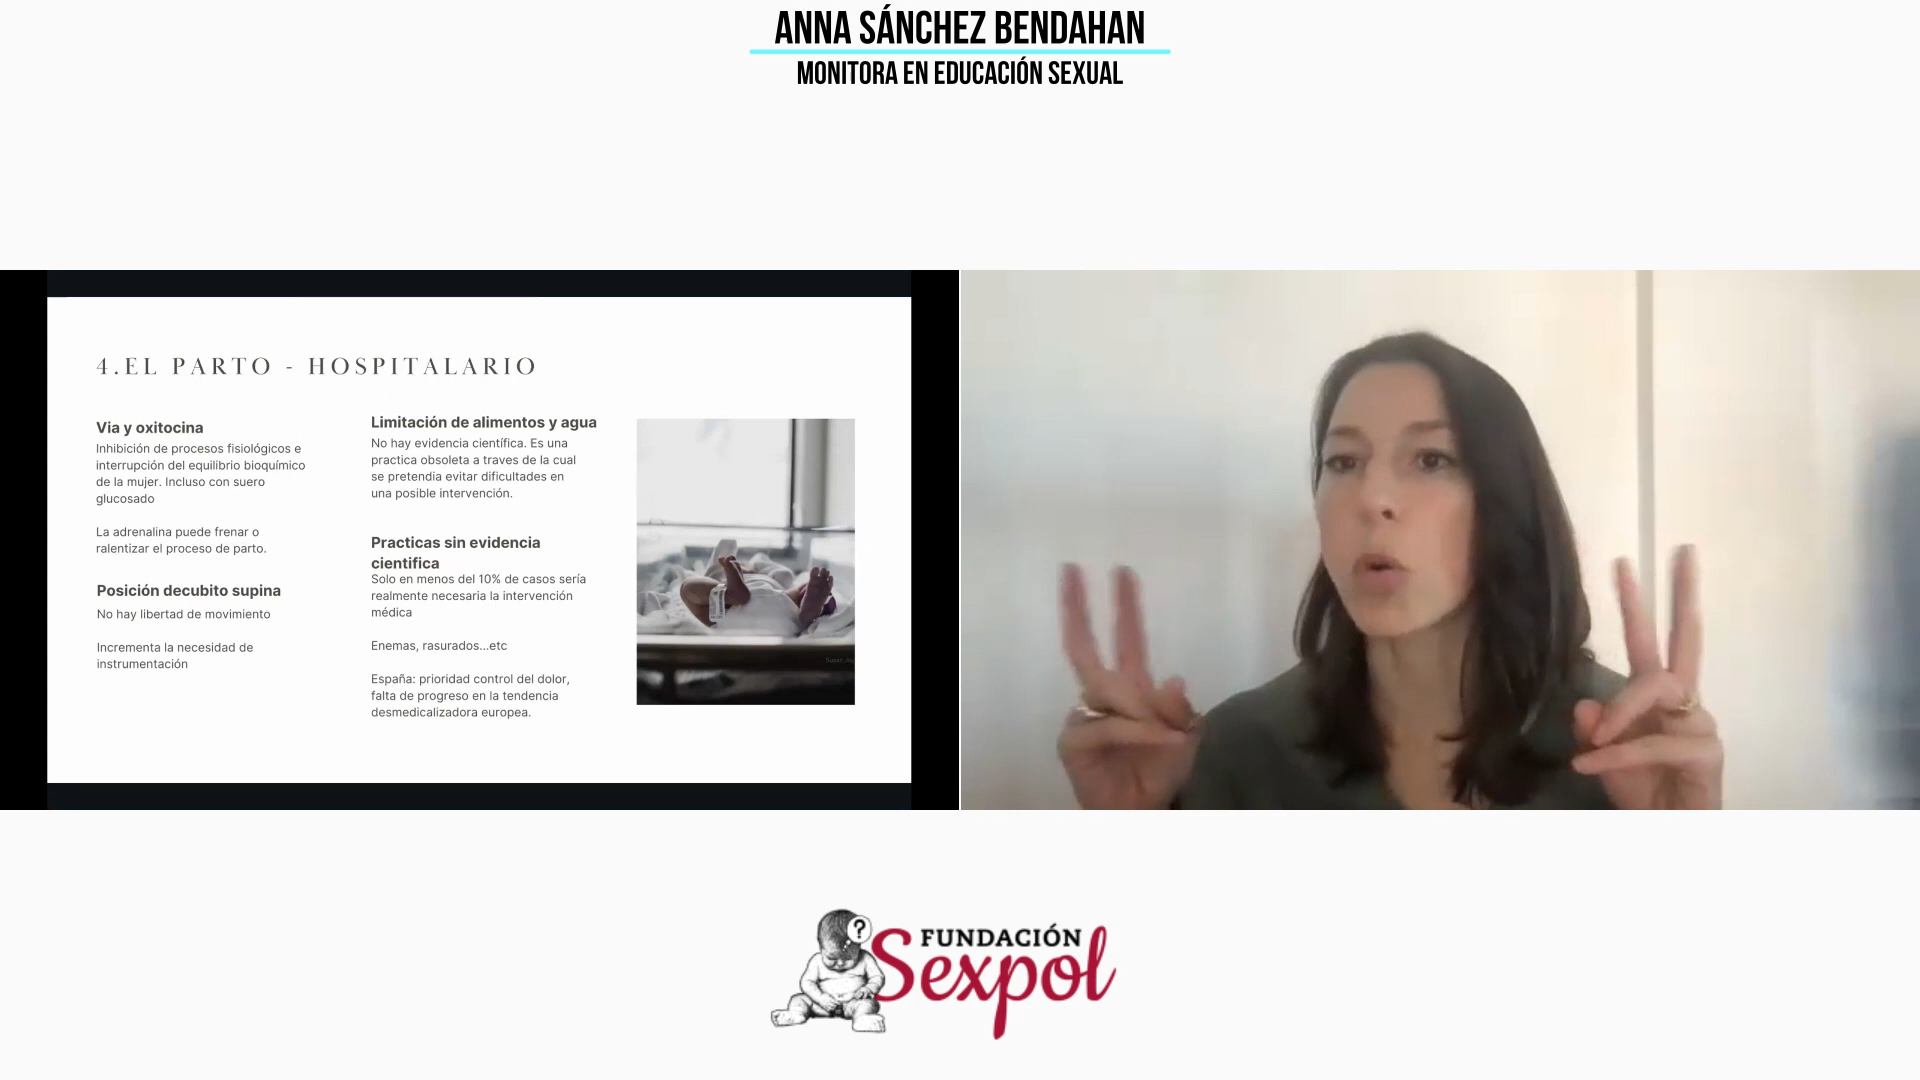 ANNA SÁNCHEZ BENDAHAN
MONITORA EN EDUCACIÓN SEXUAL
4.EL PARTO - HOSPITALARIO
Via y oxitocina
Inhibición de procesos fisiológicos e
interrupción del equilibrio bioquímico
de la mujer. Incluso con suero
glucosado
La adrenalina puede frenar o
ralentizar el proceso de parto.
Posición decubito supina
No hay libertad de movimiento
Incrementa la necesidad de
instrumentación
Limitación de alimentos y agua
No hay evidencia científica. Es una
practica obsoleta a traves de la cual
se pretendia evitar dificultades en
una posible intervención.
Practicas sin evidencia
cientifica
Solo en menos del 10% de casos sería
realmente necesaria la intervención
médica
Enemas, rasurados...etc
España: prioridad control del dolor,
falta de progreso en la tendencia
desmedicalizadora europea.
?
FUNDACIÓN
Sexpol